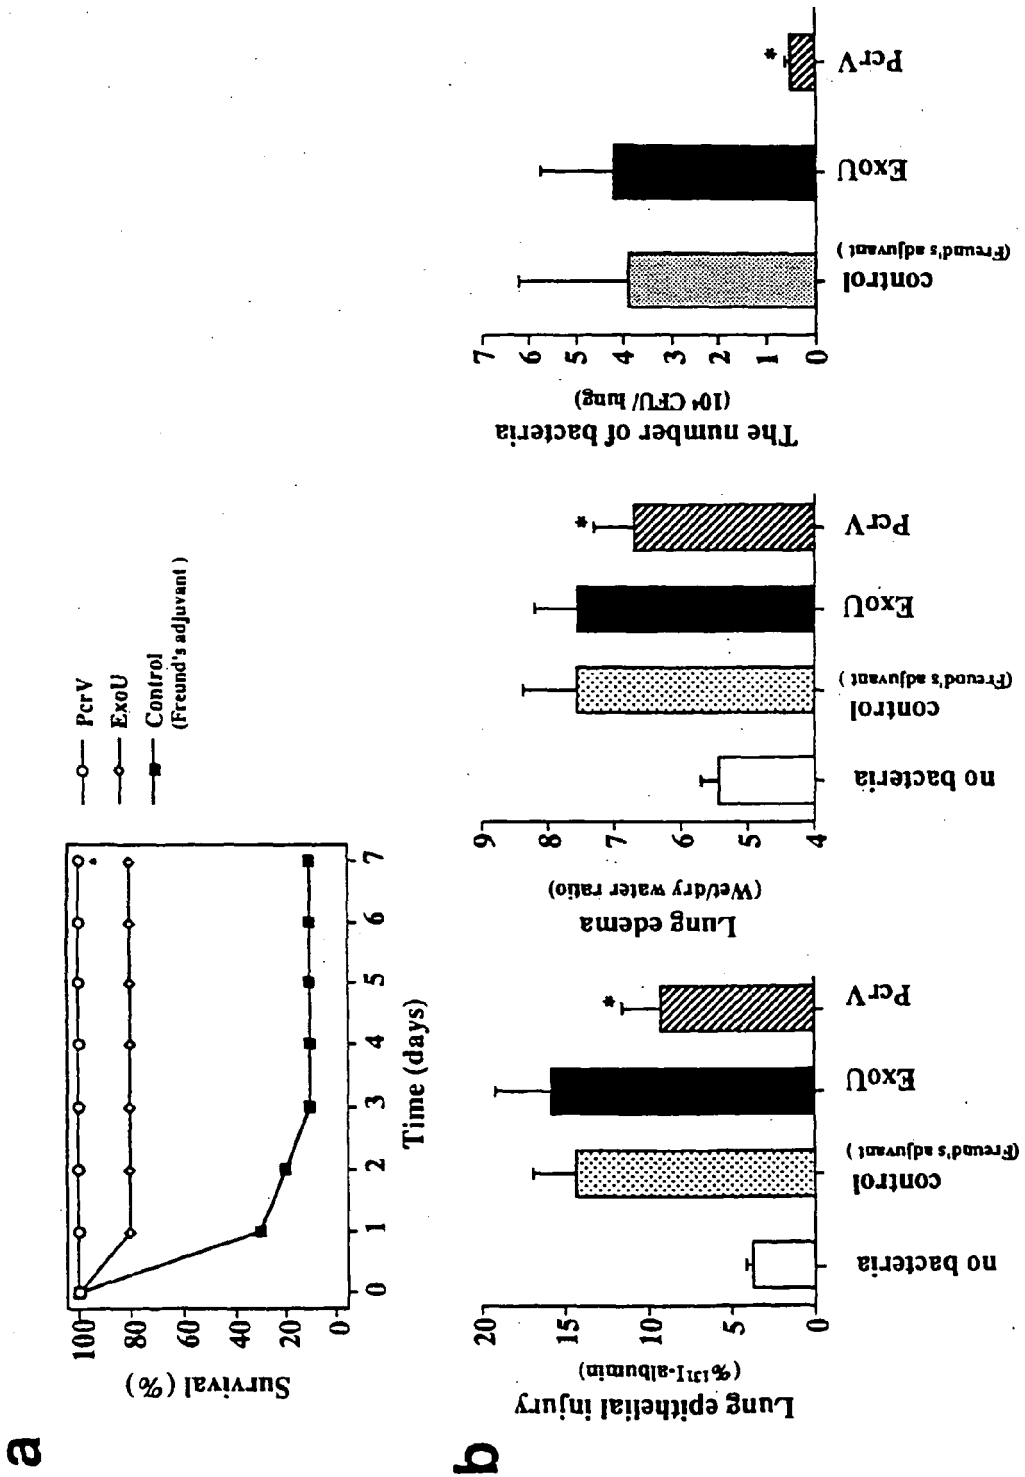 a
Survival (%)
100
80
60
40
20
0
0 1 2 3 4 5 6 7
Time (days)
PcrV
ExoU
Control
(Freund's adjuvant )
*
b
Lung epithelial injury
(%¹³¹I-albumin)
20
15
10
5
0
*
no bacteria
control
(Freund's adjuvant )
ExoU
PcrV
Lung edema
(Wet/dry water ratio)
9
8
7
6
5
4
*
no bacteria
control
(Freund's adjuvant )
ExoU
PcrV
The number of bacteria
(10⁴ CFU/ lung)
7
6
5
4
3
2
1
0
*
control
(Freund's adjuvant )
ExoU
PcrV